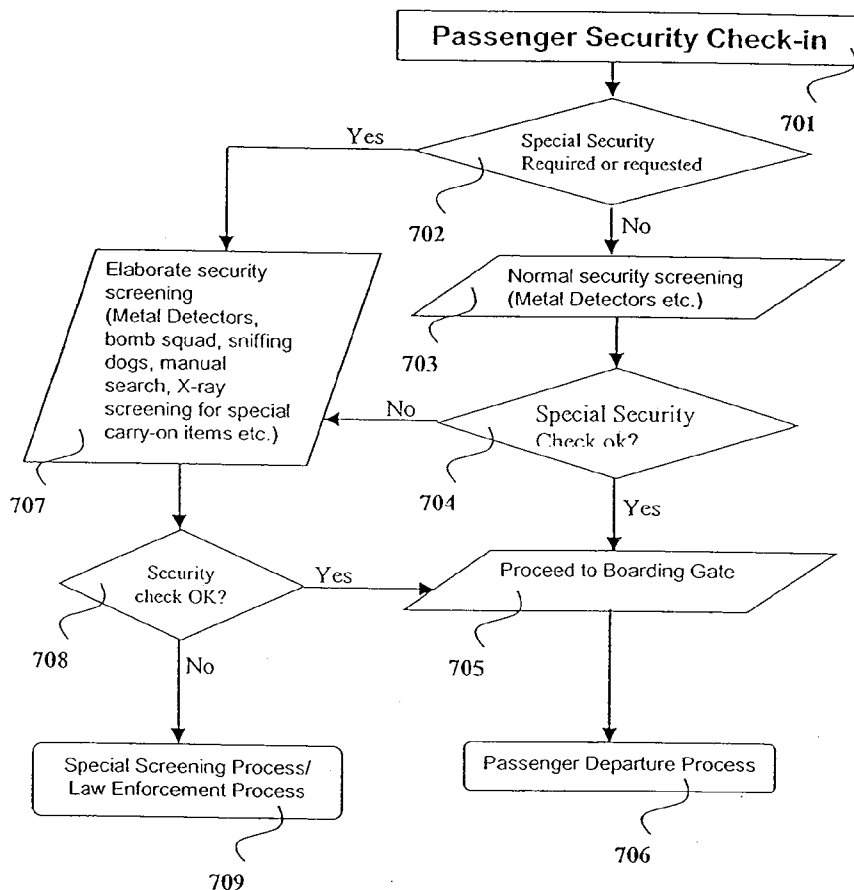 Passenger Security Check-in
701
Special Security
Required or requested
702
Yes
No
Elaborate security
screening
(Metal Detectors,
bomb squad, sniffing
dogs, manual
search, X-ray
screening for special
carry-on items etc.)
707
Normal security screening
(Metal Detectors etc.)
703
No
Special Security
Check ok?
704
Yes
Security
check OK?
708
Yes
Proceed to Boarding Gate
705
No
Special Screening Process/
Law Enforcement Process
709
Passenger Departure Process
706